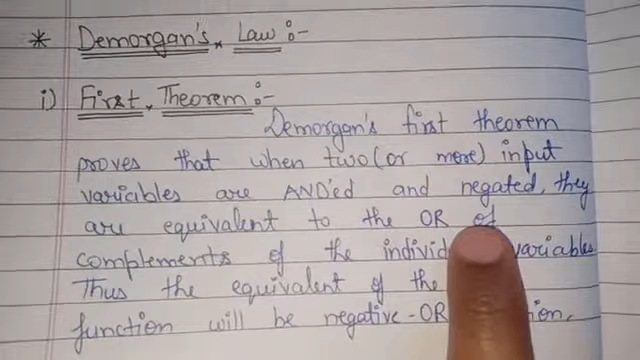 * Demorgan's Law :-
i) First Theorem :-
Demorgan's first theorem
proves that when two (or more) input
variables are AND'ed and negated, they
are equivalent to the OR of
complements of the variables.
Thus the equivalent of the
function will be negative-OR